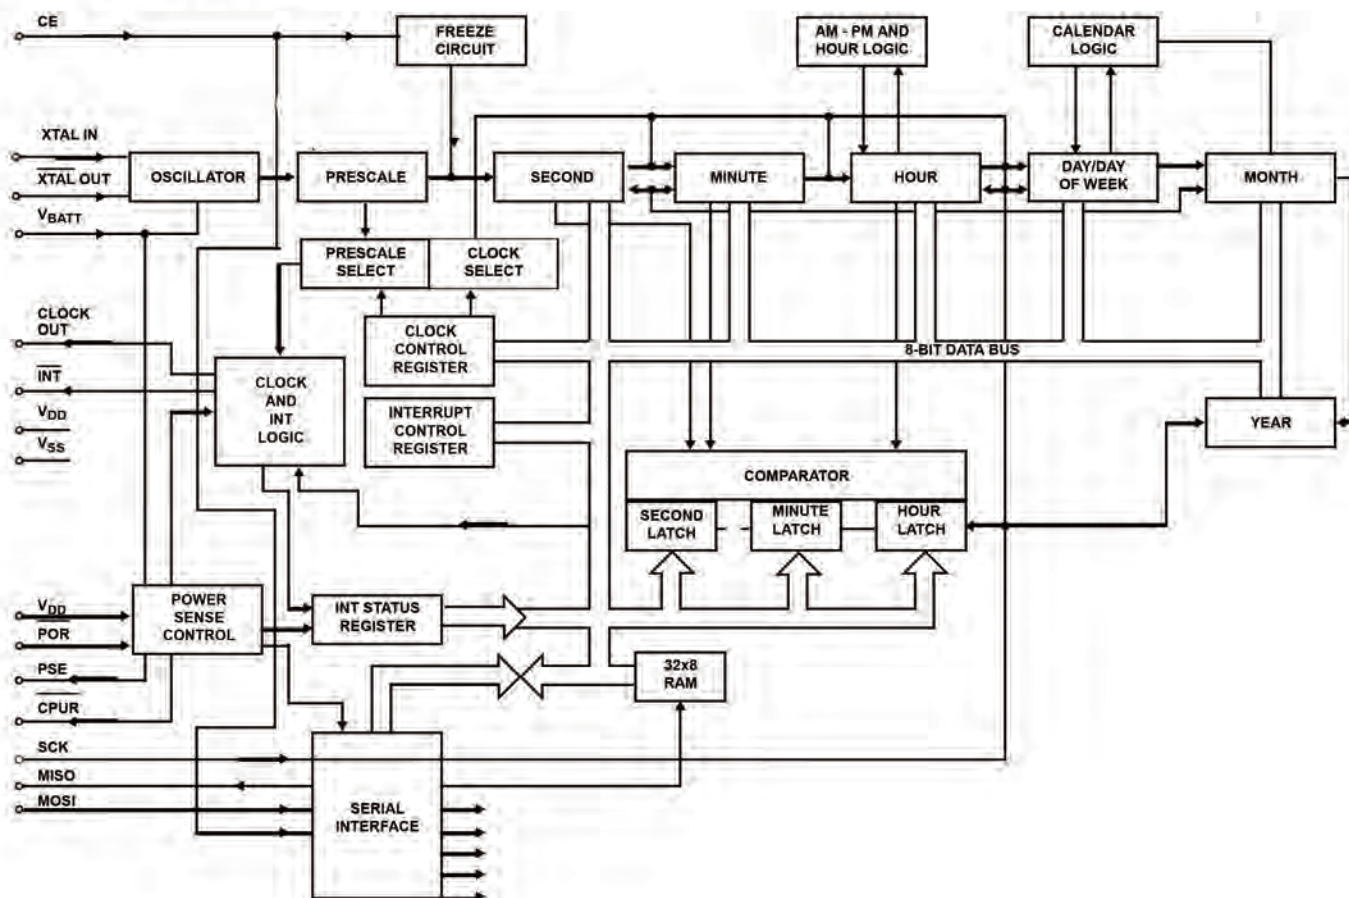 CE
FREEZE
CIRCUIT
AM - PM AND
HOUR LOGIC
CALENDAR
LOGIC
XTAL IN
XTAL OUT
OSCILLATOR
PRESCALE
SECOND
MINUTE
HOUR
DAY/DAY
OF WEEK
MONTH
VBATT
PRESCALE
SELECT
CLOCK
SELECT
CLOCK
OUT
CLOCK
CONTROL
REGISTER
8-BIT DATA BUS
INT
CLOCK
AND
INT
LOGIC
INTERRUPT
CONTROL
REGISTER
VDD
VSS
YEAR
COMPARATOR
SECOND
LATCH
MINUTE
LATCH
HOUR
LATCH
VDD
POR
PSE
CPUR
POWER
SENSE
CONTROL
INT STATUS
REGISTER
32x8
RAM
SCK
MISO
MOSI
SERIAL
INTERFACE